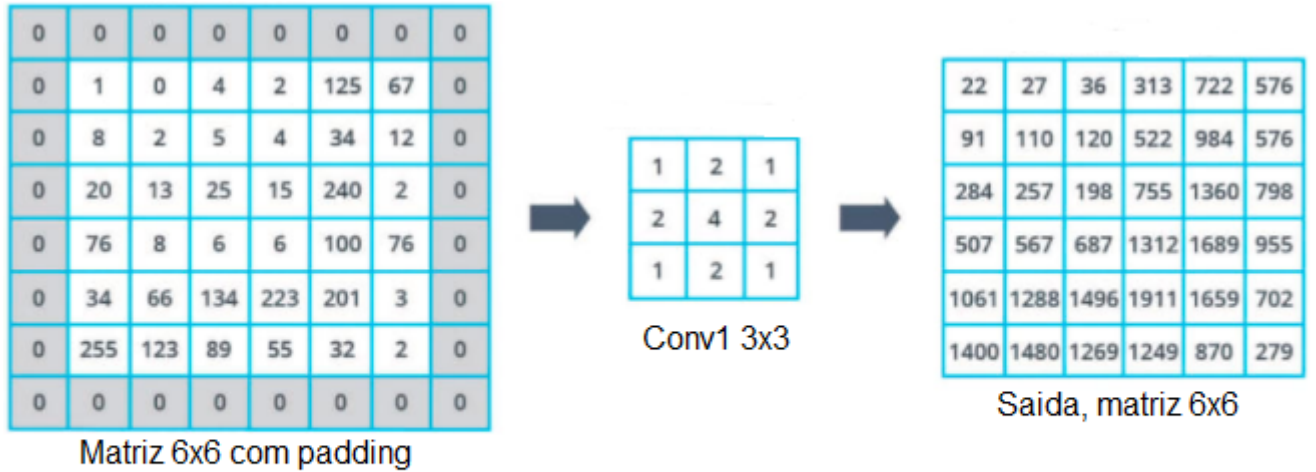 0 0 0 0 0 0 0 0
0 1 0 4 2 125 67 0
0 8 2 5 4 34 12 0
0 20 13 25 15 240 2 0
0 76 8 6 6 100 76 0
0 34 66 134 223 201 3 0
0 255 123 89 55 32 2 0
0 0 0 0 0 0 0 0
Matriz 6x6 com padding
1 2 1
2 4 2
1 2 1
Conv1 3x3
22 27 36 313 722 576
91 110 120 522 984 576
284 257 198 755 1360 798
507 567 687 1312 1689 955
1061 1288 1496 1911 1659 702
1400 1480 1269 1249 870 279
Saida, matriz 6x6